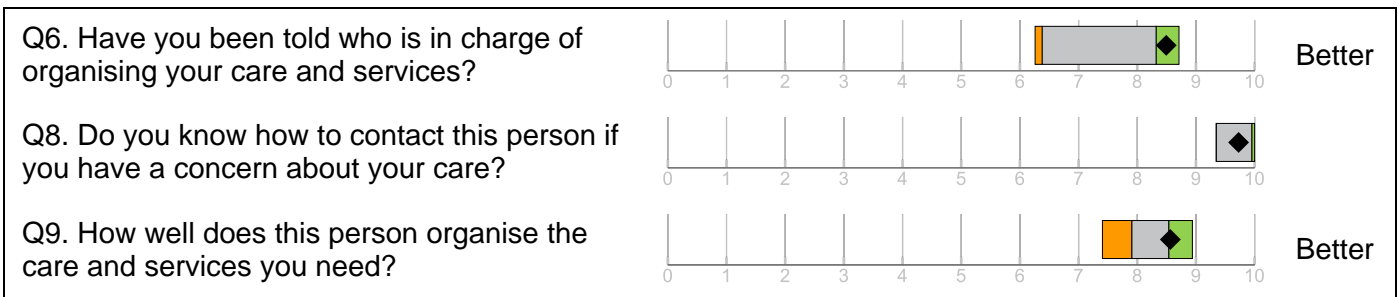 Q6. Have you been told who is in charge of
organising your care and services?
0 1 2 3 4 5 6 7 8 9 10
Better
Q8. Do you know how to contact this person if
you have a concern about your care?
0 1 2 3 4 5 6 7 8 9 10
Q9. How well does this person organise the
care and services you need?
0 1 2 3 4 5 6 7 8 9 10
Better